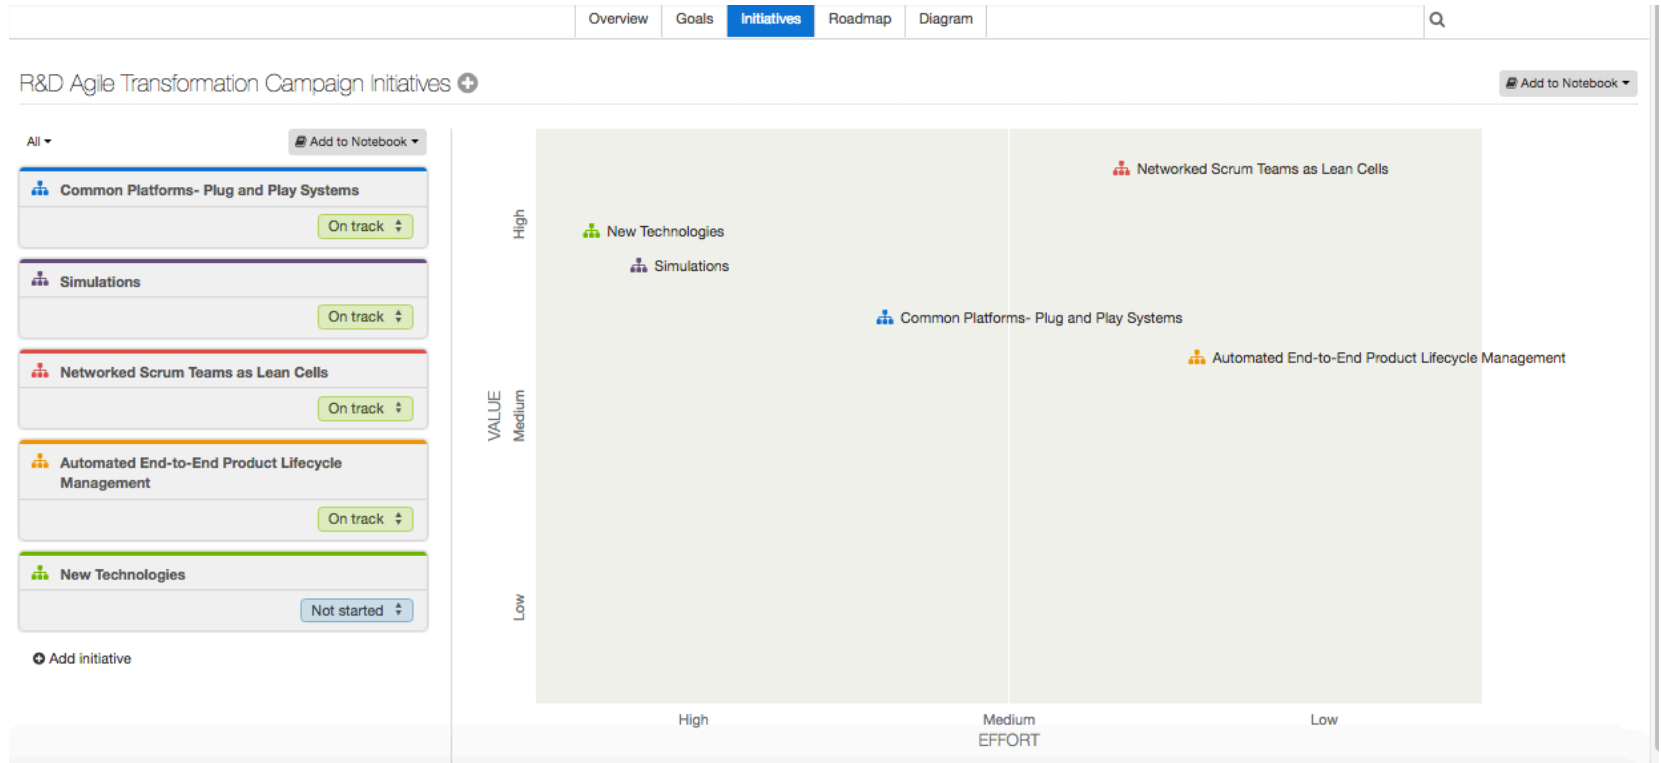 Overview Goals Initiatives Roadmap Diagram
R&D Agile Transformation Campaign Initiatives
Add to Notebook
All
Add to Notebook
Common Platforms- Plug and Play Systems
On track
Simulations
On track
Networked Scrum Teams as Lean Cells
On track
Automated End-to-End Product Lifecycle
Management
On track
New Technologies
Not started
Add initiative
VALUE
High
Medium
Low
Networked Scrum Teams as Lean Cells
New Technologies
Simulations
Common Platforms- Plug and Play Systems
Automated End-to-End Product Lifecycle Management
High Medium Low
EFFORT